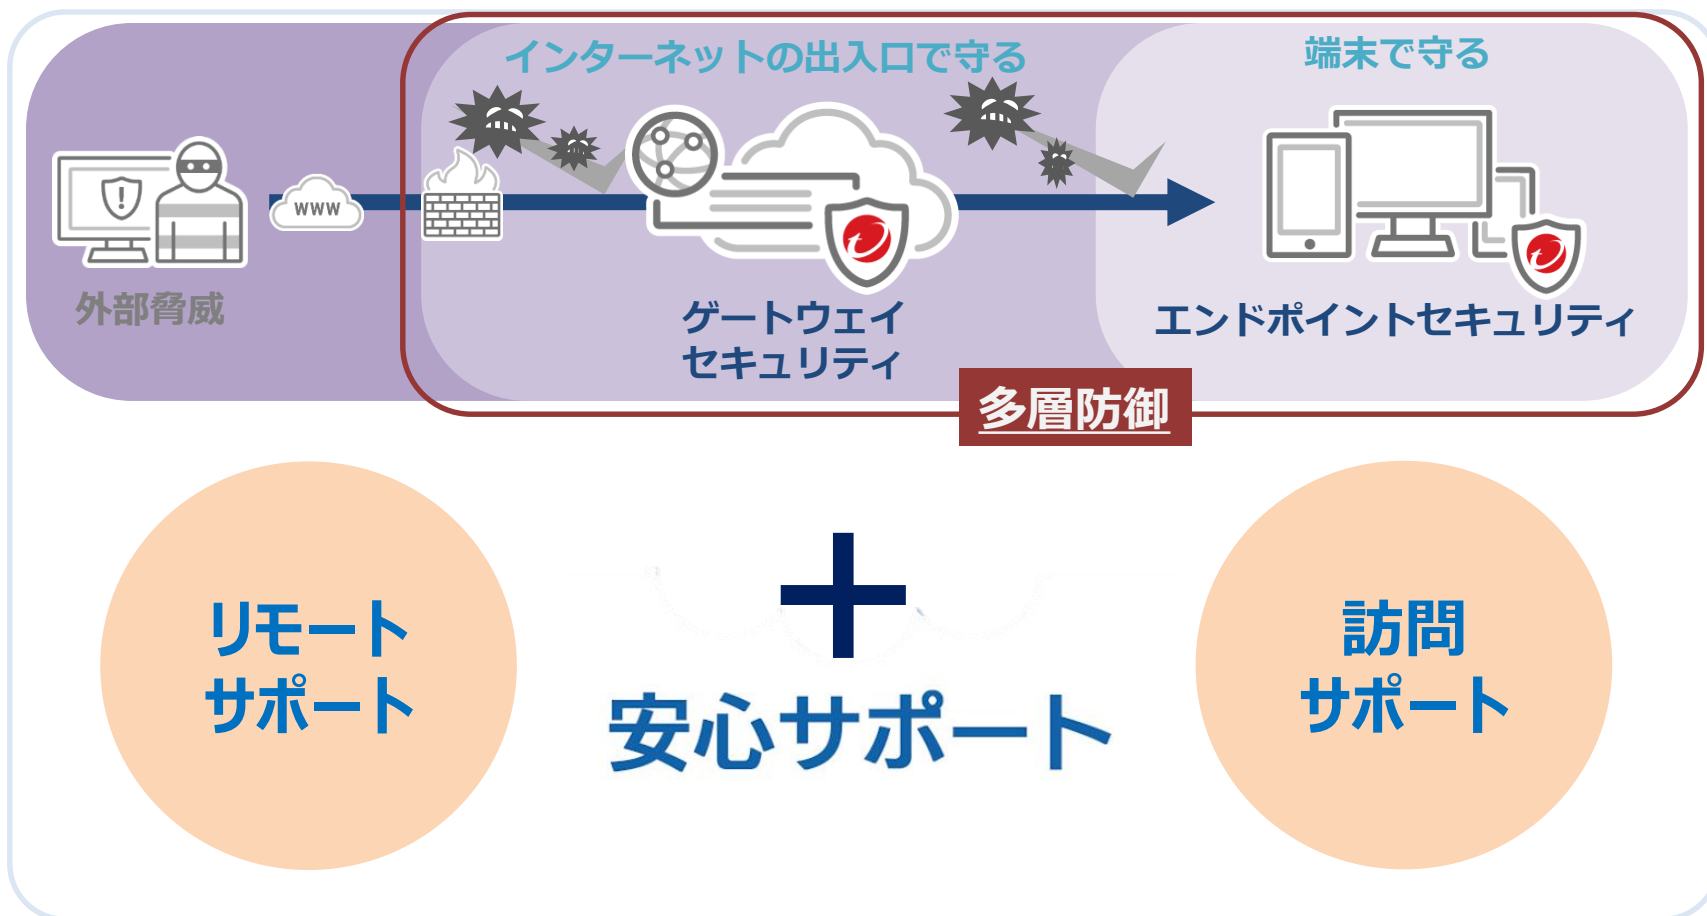 インターネットの出入口で守る
端末で守る
WWW
外部脅威
ゲートウェイ
セキュリティ
エンドポイントセキュリティ
多層防御
リモート
サポート
安心サポート
訪問
サポート